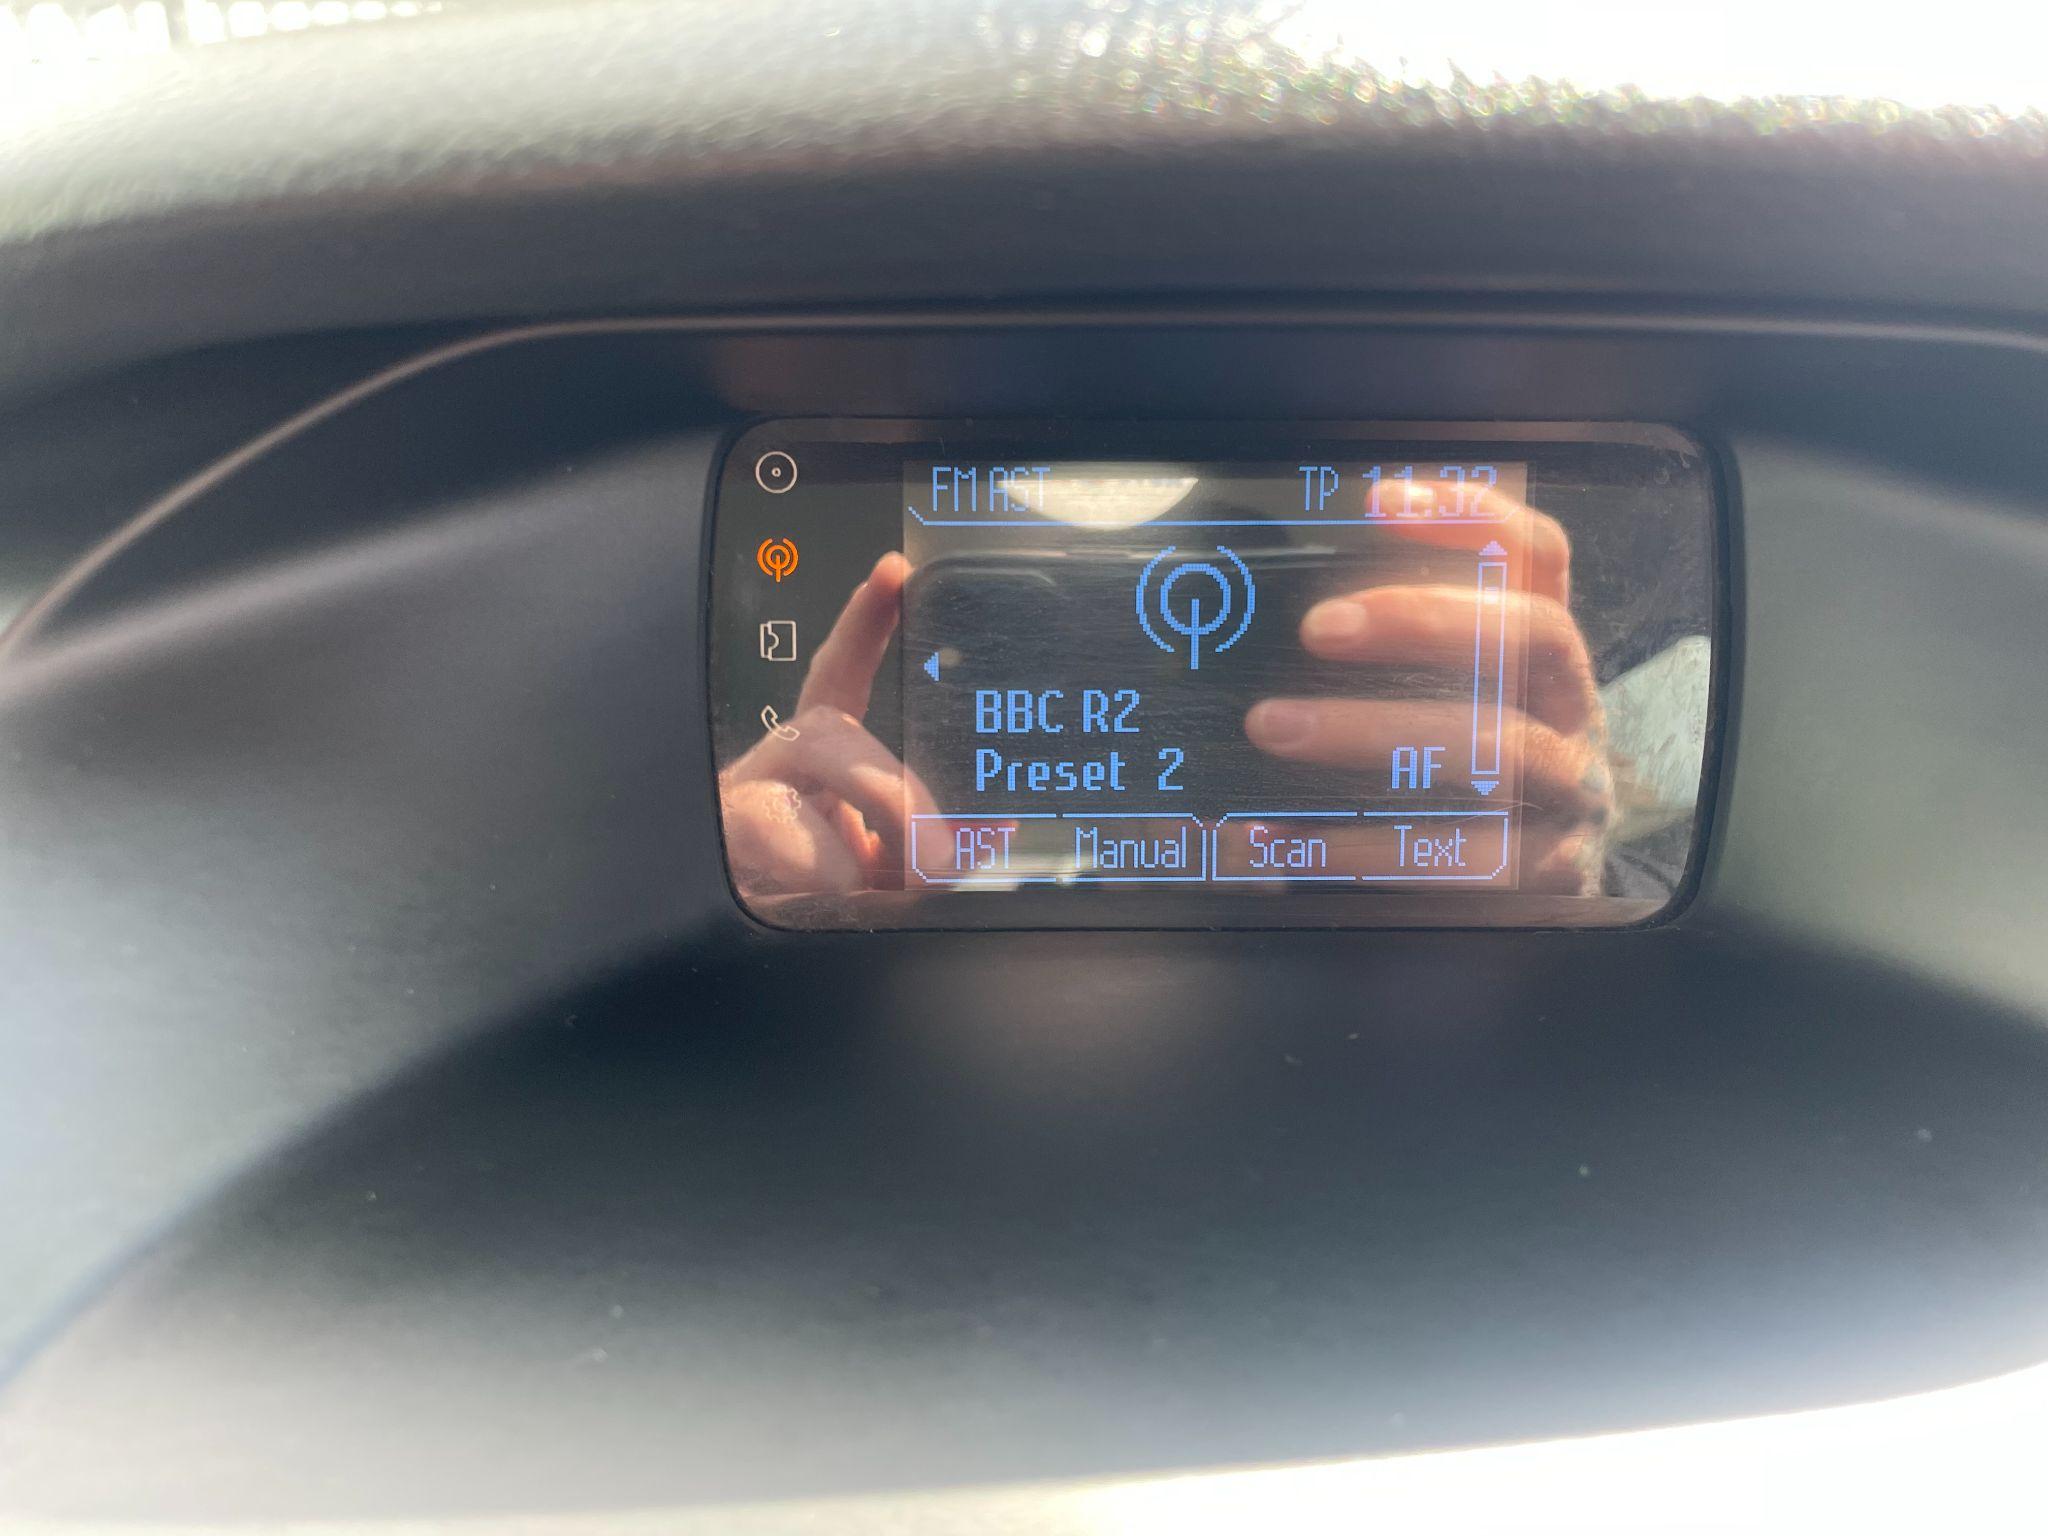 FM AST TP 11:32
BBC R2
Preset 2 AF
AST Manual Scan Text